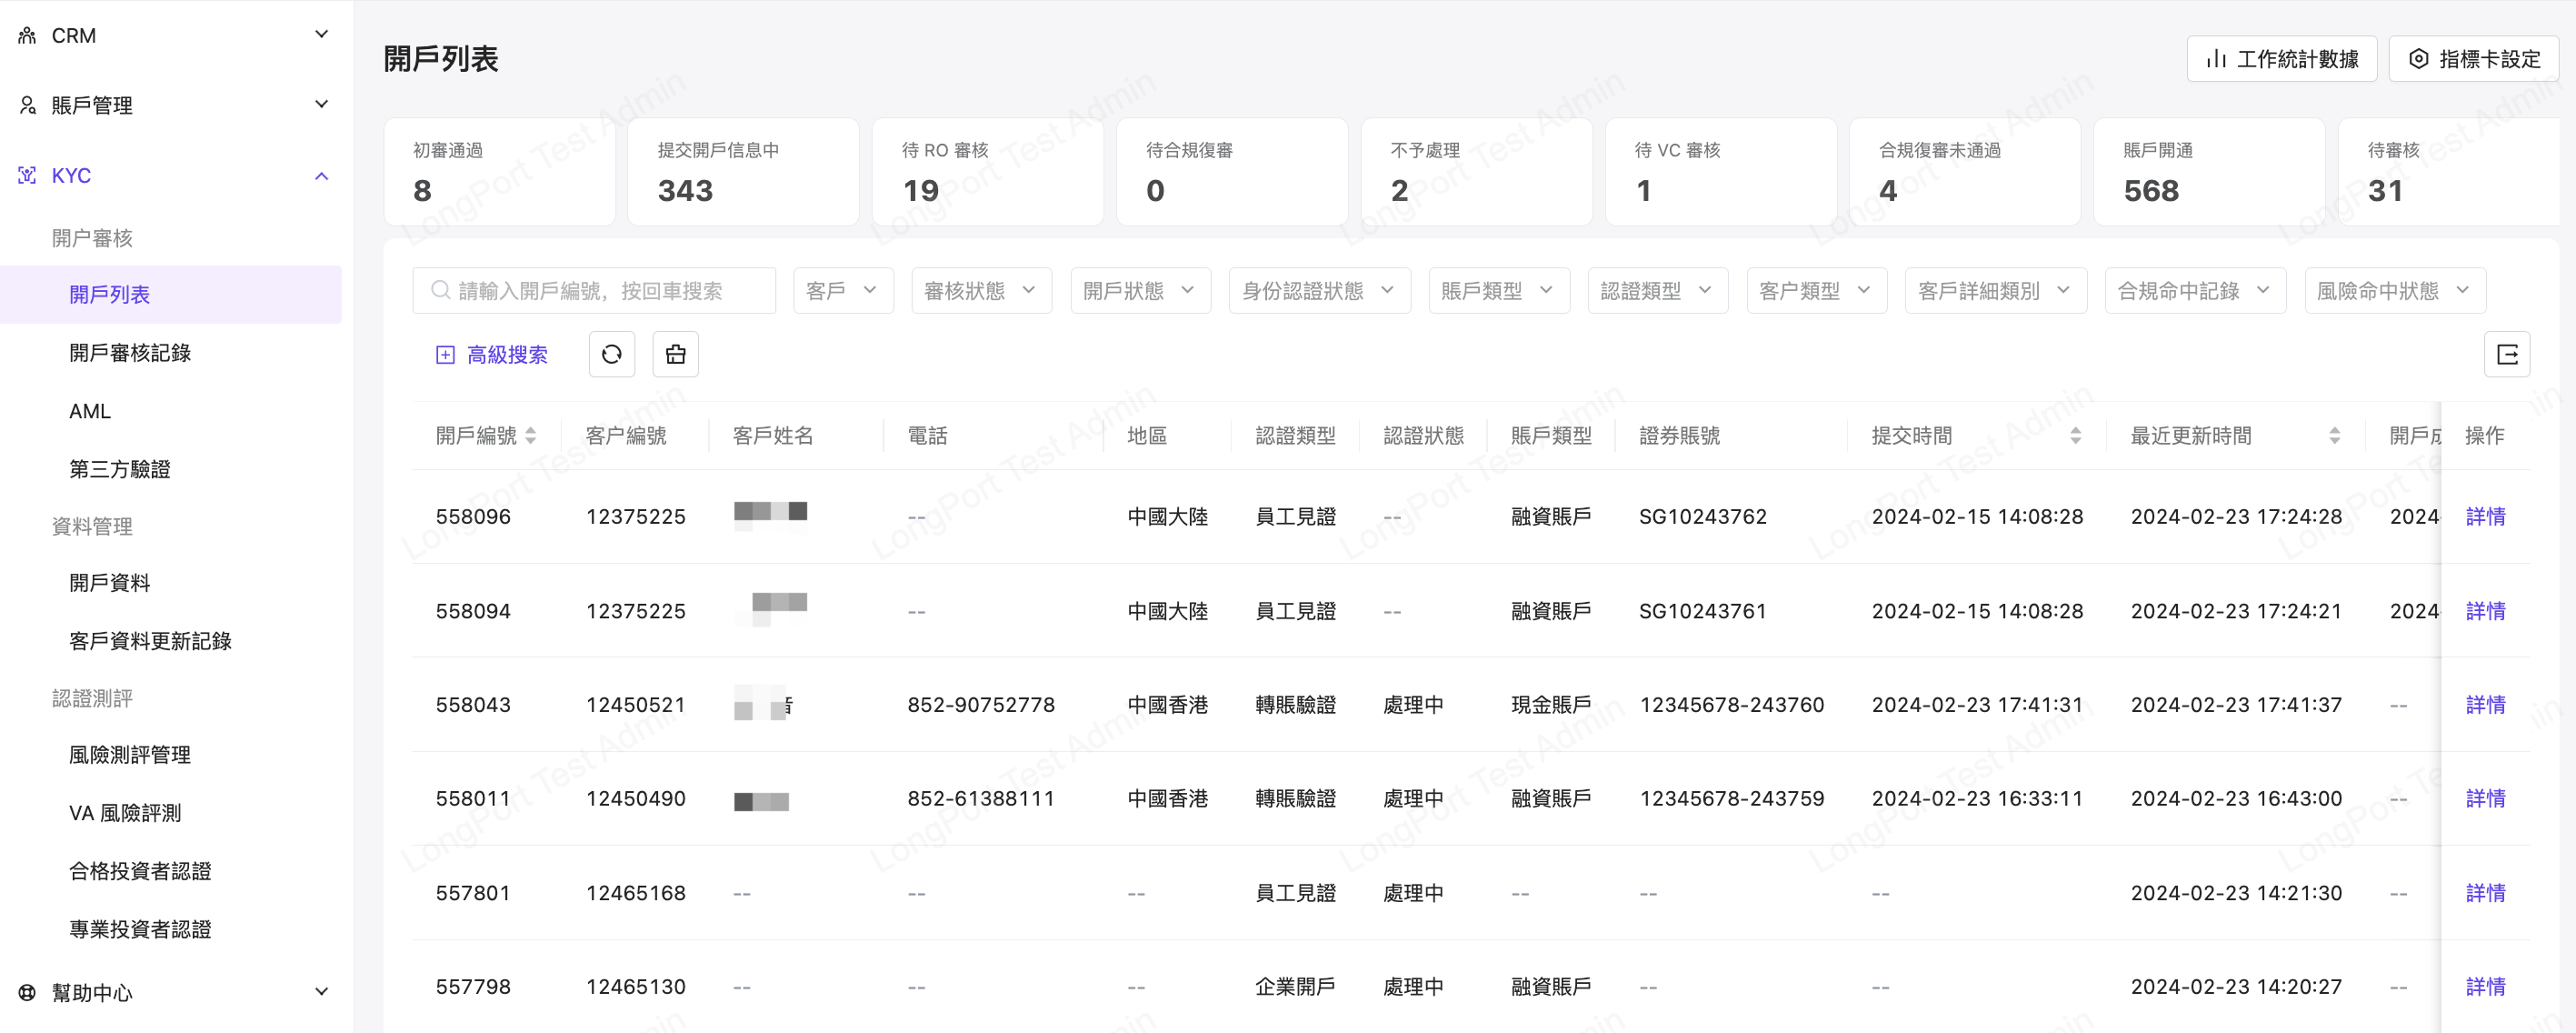 CRM
賬戶管理
KYC
開户審核
開戶列表
開戶審核記錄
AML
第三方驗證
資料管理
開戶資料
客戶資料更新記錄
認證測評
風險測評管理
VA 風險評測
合格投資者認證
專業投資者認證
幫助中心
開戶列表
工作統計數據 指標卡設定
初審通過 提交開戶信息中 待 RO 審核 待合規復審 不予處理 待 VC 審核 合規復審未通過 賬戶開通 待審核
8 343 19 0 2 1 4 568 31
請輸入開戶編號，按回車搜索 客戶 審核狀態 開戶狀態 身份認證狀態 賬戶類型 認證類型 客户類型 客戶詳細類別 合規命中記錄 風險命中狀態
高級搜索
開戶編號 客户編號 客戶姓名 電話 地區 認證類型 認證狀態 賬戶類型 證券賬號 提交時間 最近更新時間 開戶成 操作
558096 12375225 -- 中國大陸 員工見證 -- 融資賬戶 SG10243762 2024-02-15 14:08:28 2024-02-23 17:24:28 2024- 詳情
558094 12375225 -- 中國大陸 員工見證 -- 融資賬戶 SG10243761 2024-02-15 14:08:28 2024-02-23 17:24:21 2024- 詳情
558043 12450521 852-90752778 中國香港 轉賬驗證 處理中 現金賬戶 12345678-243760 2024-02-23 17:41:31 2024-02-23 17:41:37 -- 詳情
558011 12450490 852-61388111 中國香港 轉賬驗證 處理中 融資賬戶 12345678-243759 2024-02-23 16:33:11 2024-02-23 16:43:00 -- 詳情
557801 12465168 -- -- -- 員工見證 處理中 -- -- -- 2024-02-23 14:21:30 -- 詳情
557798 12465130 -- -- -- 企業開戶 處理中 融資賬戶 -- -- 2024-02-23 14:20:27 -- 詳情
LongPort Test Admin